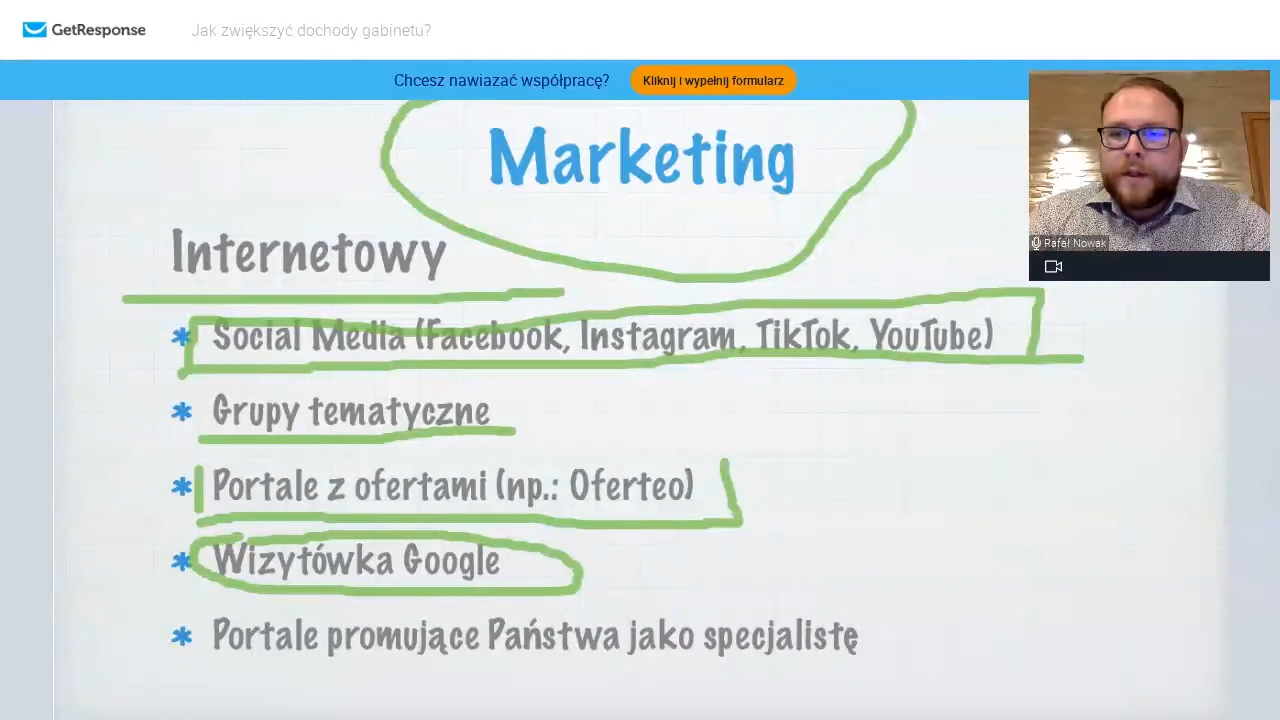 GetResponse
Jak zwiększyć dochody gabinetu?
Chcesz nawiazać współpracę?
Kliknij i wypełnij formularz
Marketing
Rafał Nowak
Internetowy
* Social Media (Facebook, Instagram, TikTok, YouTube)
* Grupy tematyczne
* Portale z ofertami (np.: Oferteo)
* Wizytówka Google
* Portale promujące Państwa jako specjalistę